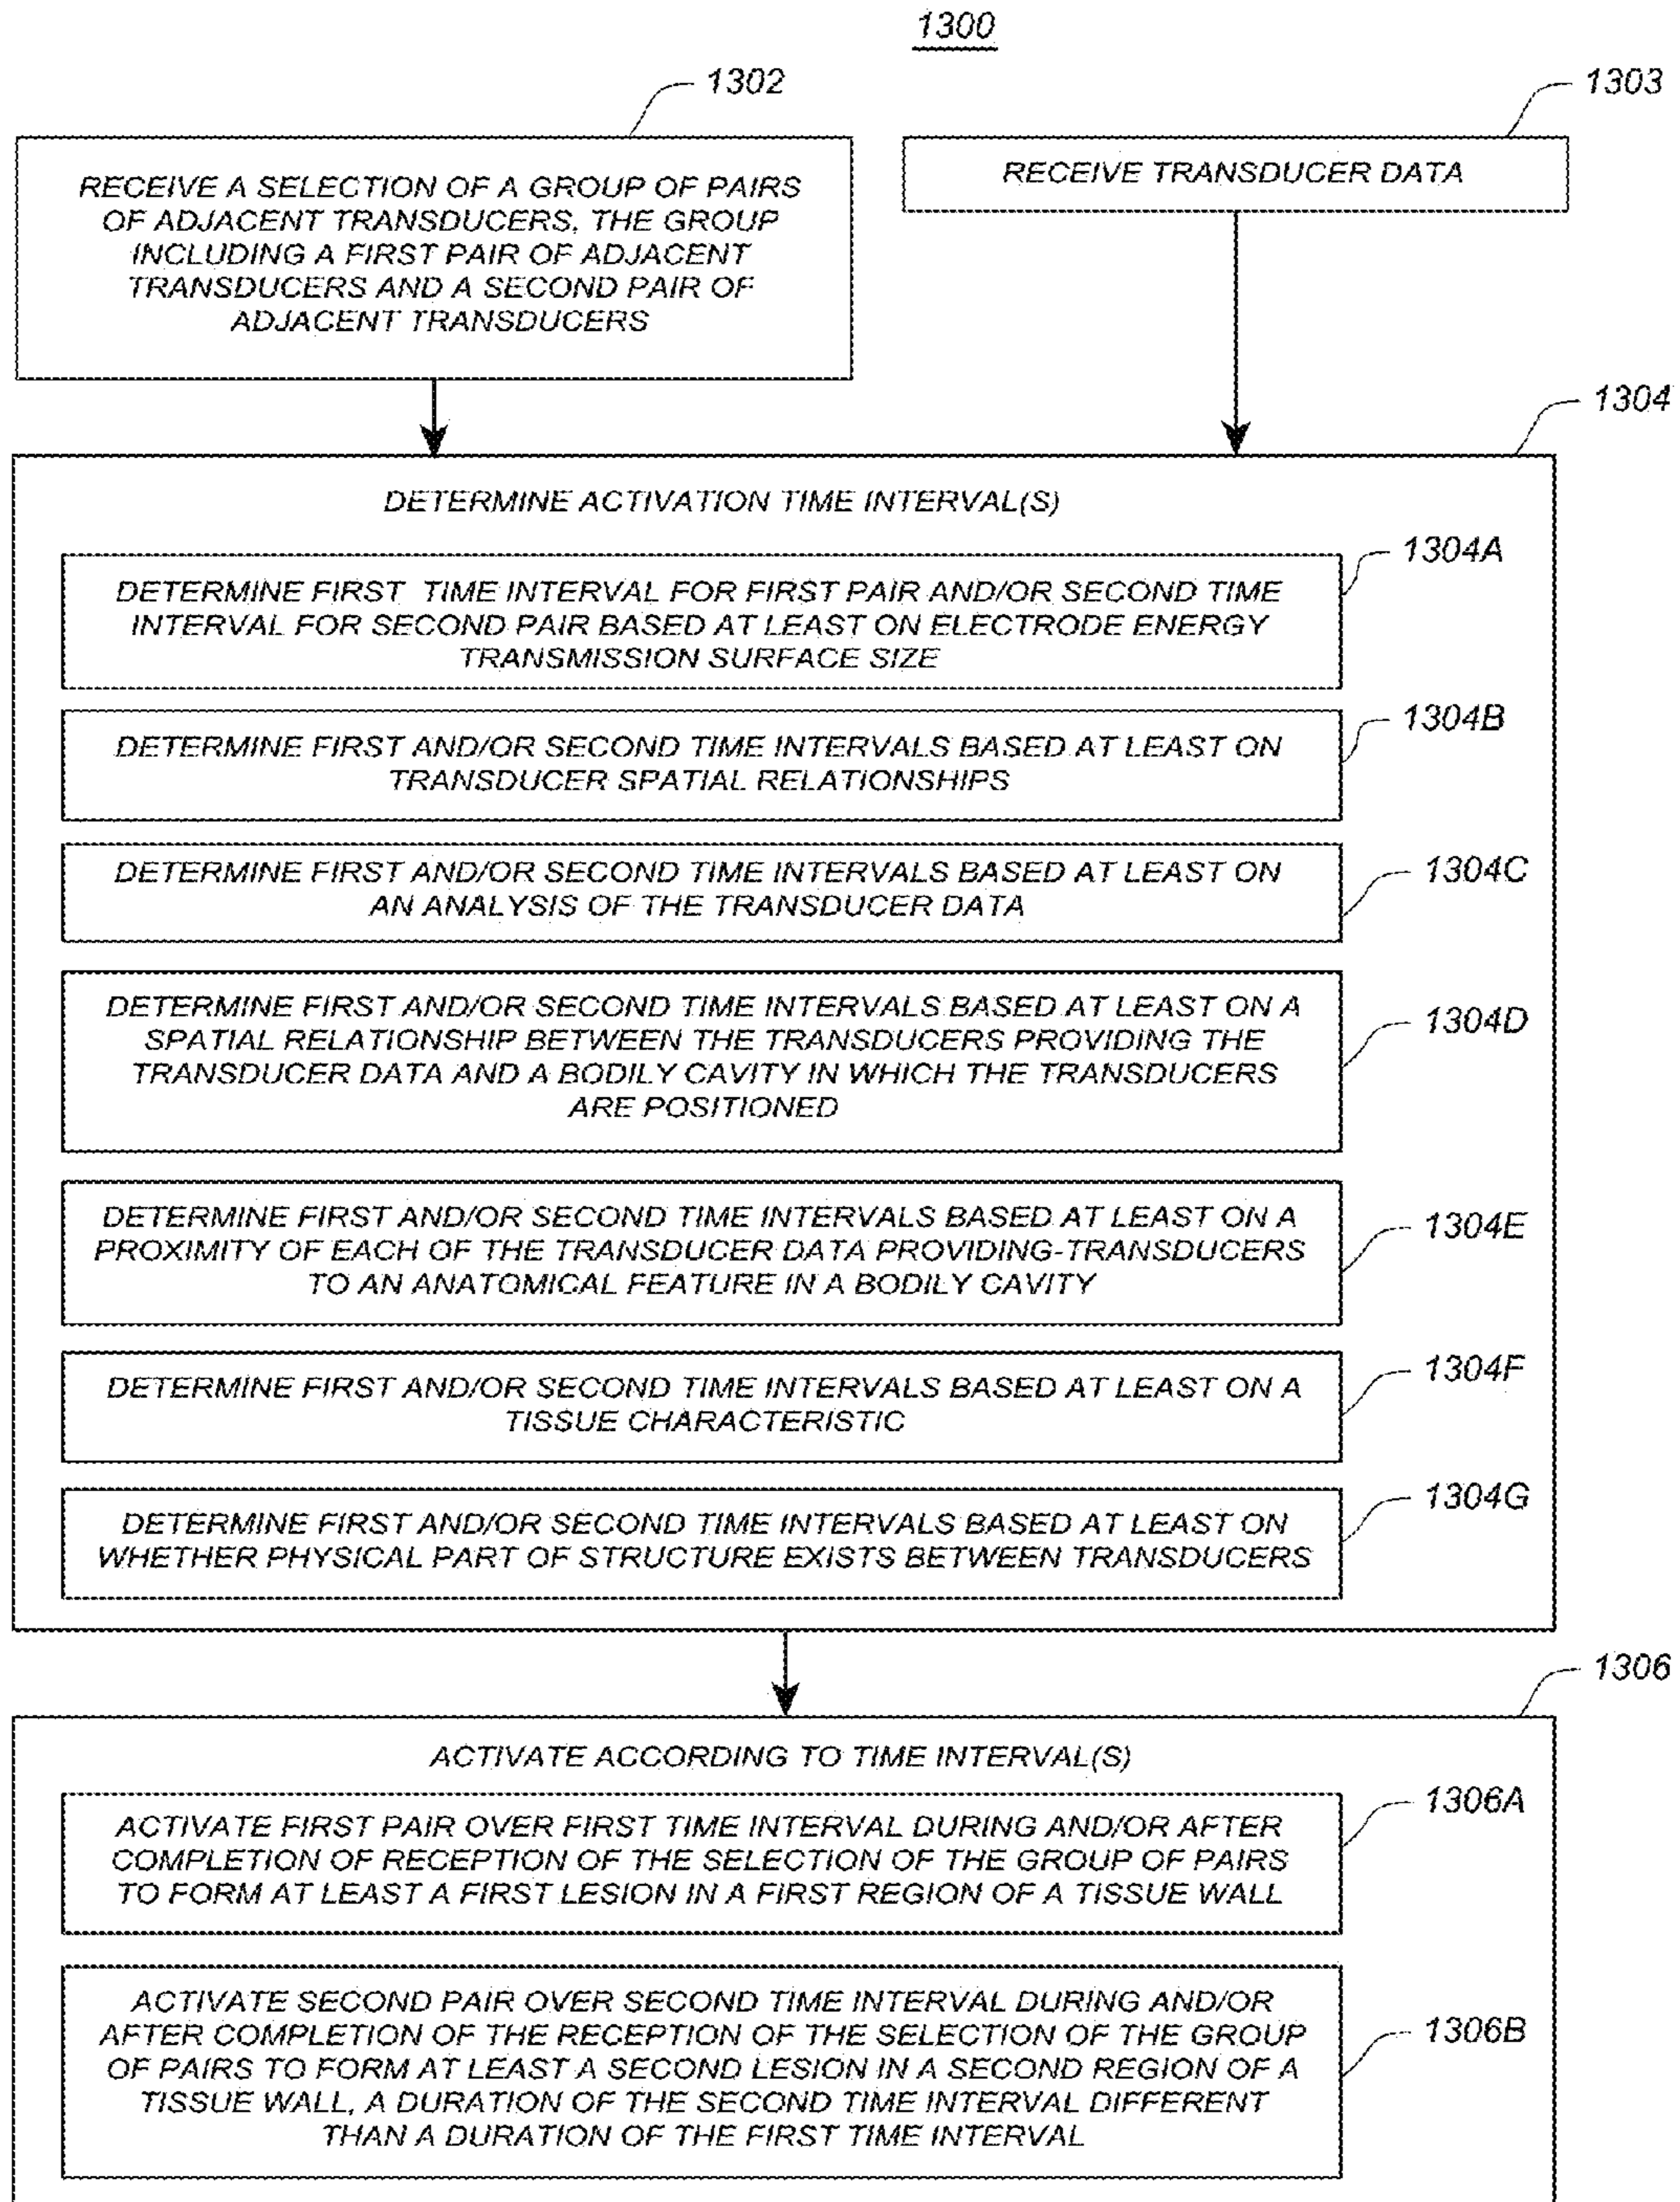 1300
1302
1303
RECEIVE A SELECTION OF A GROUP OF PAIRS
OF ADJACENT TRANSDUCERS, THE GROUP
INCLUDING A FIRST PAIR OF ADJACENT
TRANSDUCERS AND A SECOND PAIR OF
ADJACENT TRANSDUCERS
RECEIVE TRANSDUCER DATA
1304
DETERMINE ACTIVATION TIME INTERVAL(S)
1304A
DETERMINE FIRST TIME INTERVAL FOR FIRST PAIR AND/OR SECOND TIME
INTERVAL FOR SECOND PAIR BASED AT LEAST ON ELECTRODE ENERGY
TRANSMISSION SURFACE SIZE
1304B
DETERMINE FIRST AND/OR SECOND TIME INTERVALS BASED AT LEAST ON
TRANSDUCER SPATIAL RELATIONSHIPS
1304C
DETERMINE FIRST AND/OR SECOND TIME INTERVALS BASED AT LEAST ON
AN ANALYSIS OF THE TRANSDUCER DATA
1304D
DETERMINE FIRST AND/OR SECOND TIME INTERVALS BASED AT LEAST ON A
SPATIAL RELATIONSHIP BETWEEN THE TRANSDUCERS PROVIDING THE
TRANSDUCER DATA AND A BODILY CAVITY IN WHICH THE TRANSDUCERS
ARE POSITIONED
1304E
DETERMINE FIRST AND/OR SECOND TIME INTERVALS BASED AT LEAST ON A
PROXIMITY OF EACH OF THE TRANSDUCER DATA PROVIDING-TRANSDUCERS
TO AN ANATOMICAL FEATURE IN A BODILY CAVITY
1304F
DETERMINE FIRST AND/OR SECOND TIME INTERVALS BASED AT LEAST ON A
TISSUE CHARACTERISTIC
1304G
DETERMINE FIRST AND/OR SECOND TIME INTERVALS BASED AT LEAST ON
WHETHER PHYSICAL PART OF STRUCTURE EXISTS BETWEEN TRANSDUCERS
1306
ACTIVATE ACCORDING TO TIME INTERVAL(S)
1306A
ACTIVATE FIRST PAIR OVER FIRST TIME INTERVAL DURING AND/OR AFTER
COMPLETION OF RECEPTION OF THE SELECTION OF THE GROUP OF PAIRS
TO FORM AT LEAST A FIRST LESION IN A FIRST REGION OF A TISSUE WALL
1306B
ACTIVATE SECOND PAIR OVER SECOND TIME INTERVAL DURING AND/OR
AFTER COMPLETION OF THE RECEPTION OF THE SELECTION OF THE GROUP
OF PAIRS TO FORM AT LEAST A SECOND LESION IN A SECOND REGION OF A
TISSUE WALL, A DURATION OF THE SECOND TIME INTERVAL DIFFERENT
THAN A DURATION OF THE FIRST TIME INTERVAL